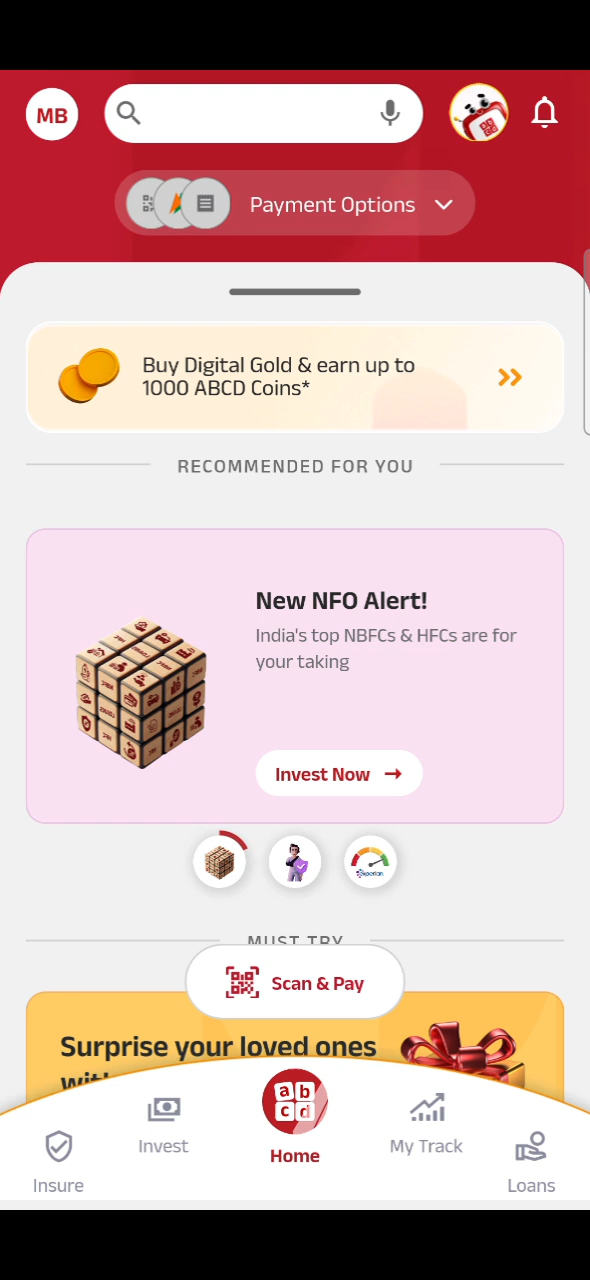 MB
Payment Options
Buy Digital Gold & earn up to
1000 ABCD Coins*
RECOMMENDED FOR YOU
New NFO Alert!
India's top NBFCs & HFCs are for
your taking
Invest Now
experian
MUST TRY
Scan & Pay
Surprise your loved ones
a b
c d
Invest
Home
My Track
Insure
Loans